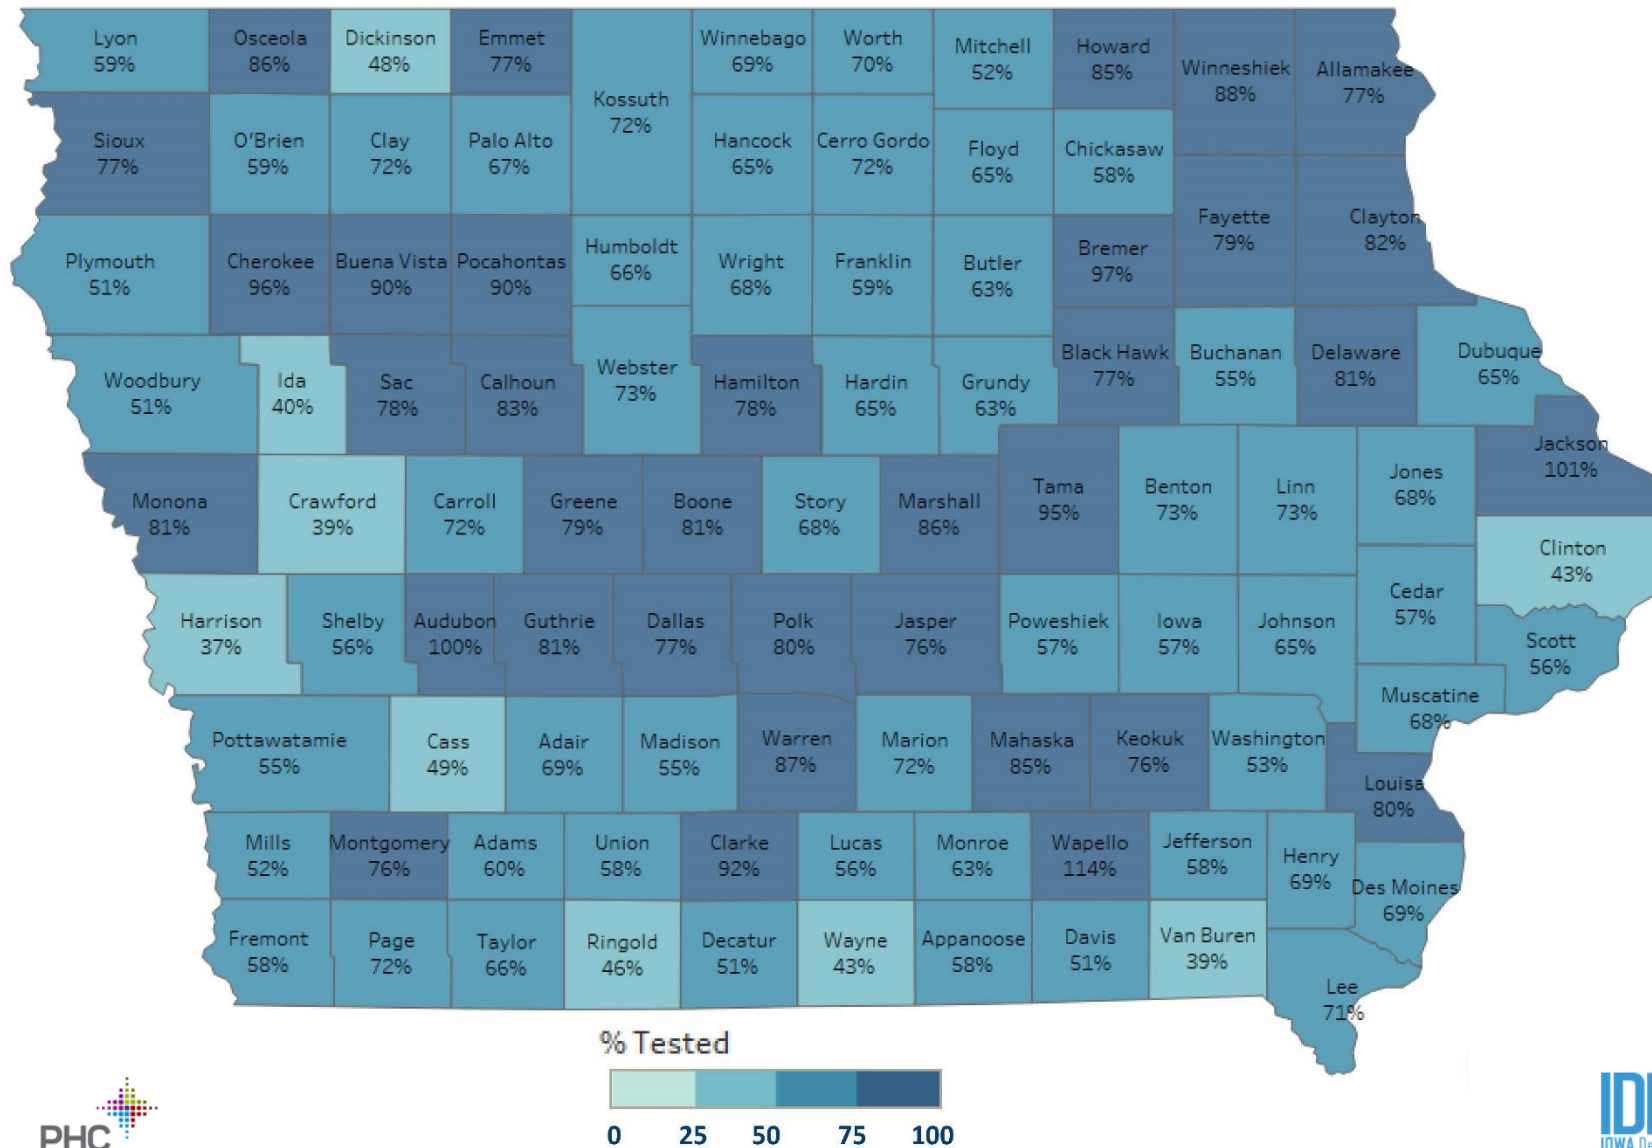 Lyon
59%
Osceola
86%
Dickinson
48%
Emmet
77%
Kossuth
72%
Winnebago
69%
Worth
70%
Mitchell
52%
Howard
85%
Winneshiek
88%
Allamakee
77%
Sioux
77%
O'Brien
59%
Clay
72%
Palo Alto
67%
Hancock
65%
Cerro Gordo
72%
Floyd
65%
Chickasaw
58%
Fayette
79%
Clayton
82%
Plymouth
51%
Cherokee
96%
Buena Vista
90%
Pocahontas
90%
Humboldt
66%
Wright
68%
Franklin
59%
Butler
63%
Bremer
97%
Woodbury
51%
Ida
40%
Sac
78%
Calhoun
83%
Webster
73%
Hamilton
78%
Hardin
65%
Grundy
63%
Black Hawk
77%
Buchanan
55%
Delaware
81%
Dubuque
65%
Jackson
101%
Monona
81%
Crawford
39%
Carroll
72%
Greene
79%
Boone
81%
Story
68%
Marshall
86%
Tama
95%
Benton
73%
Linn
73%
Jones
68%
Clinton
43%
Harrison
37%
Shelby
56%
Audubon
100%
Guthrie
81%
Dallas
77%
Polk
80%
Jasper
76%
Poweshiek
57%
Iowa
57%
Johnson
65%
Cedar
57%
Scott
56%
Muscatine
68%
Pottawatamie
55%
Cass
49%
Adair
69%
Madison
55%
Warren
87%
Marion
72%
Mahaska
85%
Keokuk
76%
Washington
53%
Louisa
80%
Mills
52%
Montgomery
76%
Adams
60%
Union
58%
Clarke
92%
Lucas
56%
Monroe
63%
Wapello
114%
Jefferson
58%
Henry
69%
Des Moines
69%
Fremont
58%
Page
72%
Taylor
66%
Ringold
46%
Decatur
51%
Wayne
43%
Appanoose
58%
Davis
51%
Van Buren
39%
Lee
71%
% Tested
0 25 50 75 100
PHC
ID
IOWA